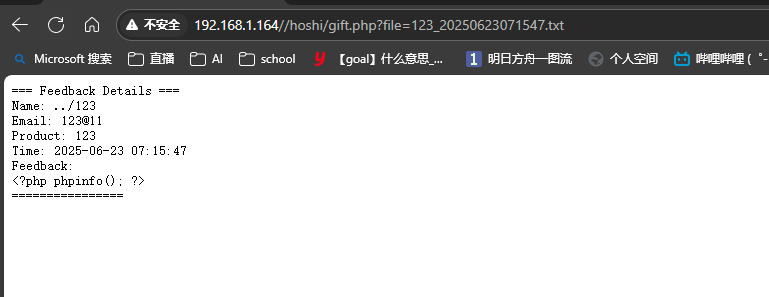 不安全 192.168.1.164//hoshi/gift.php?file=123_20250623071547.txt
Microsoft 搜索 直播 AI school 【goal】什么意思_... 明日方舟一图流 个人空间 哔哩哔哩 ( ゜-
=== Feedback Details ===
Name: ../123
Email: 123@11
Product: 123
Time: 2025-06-23 07:15:47
Feedback:
<?php phpinfo(); ?>
================